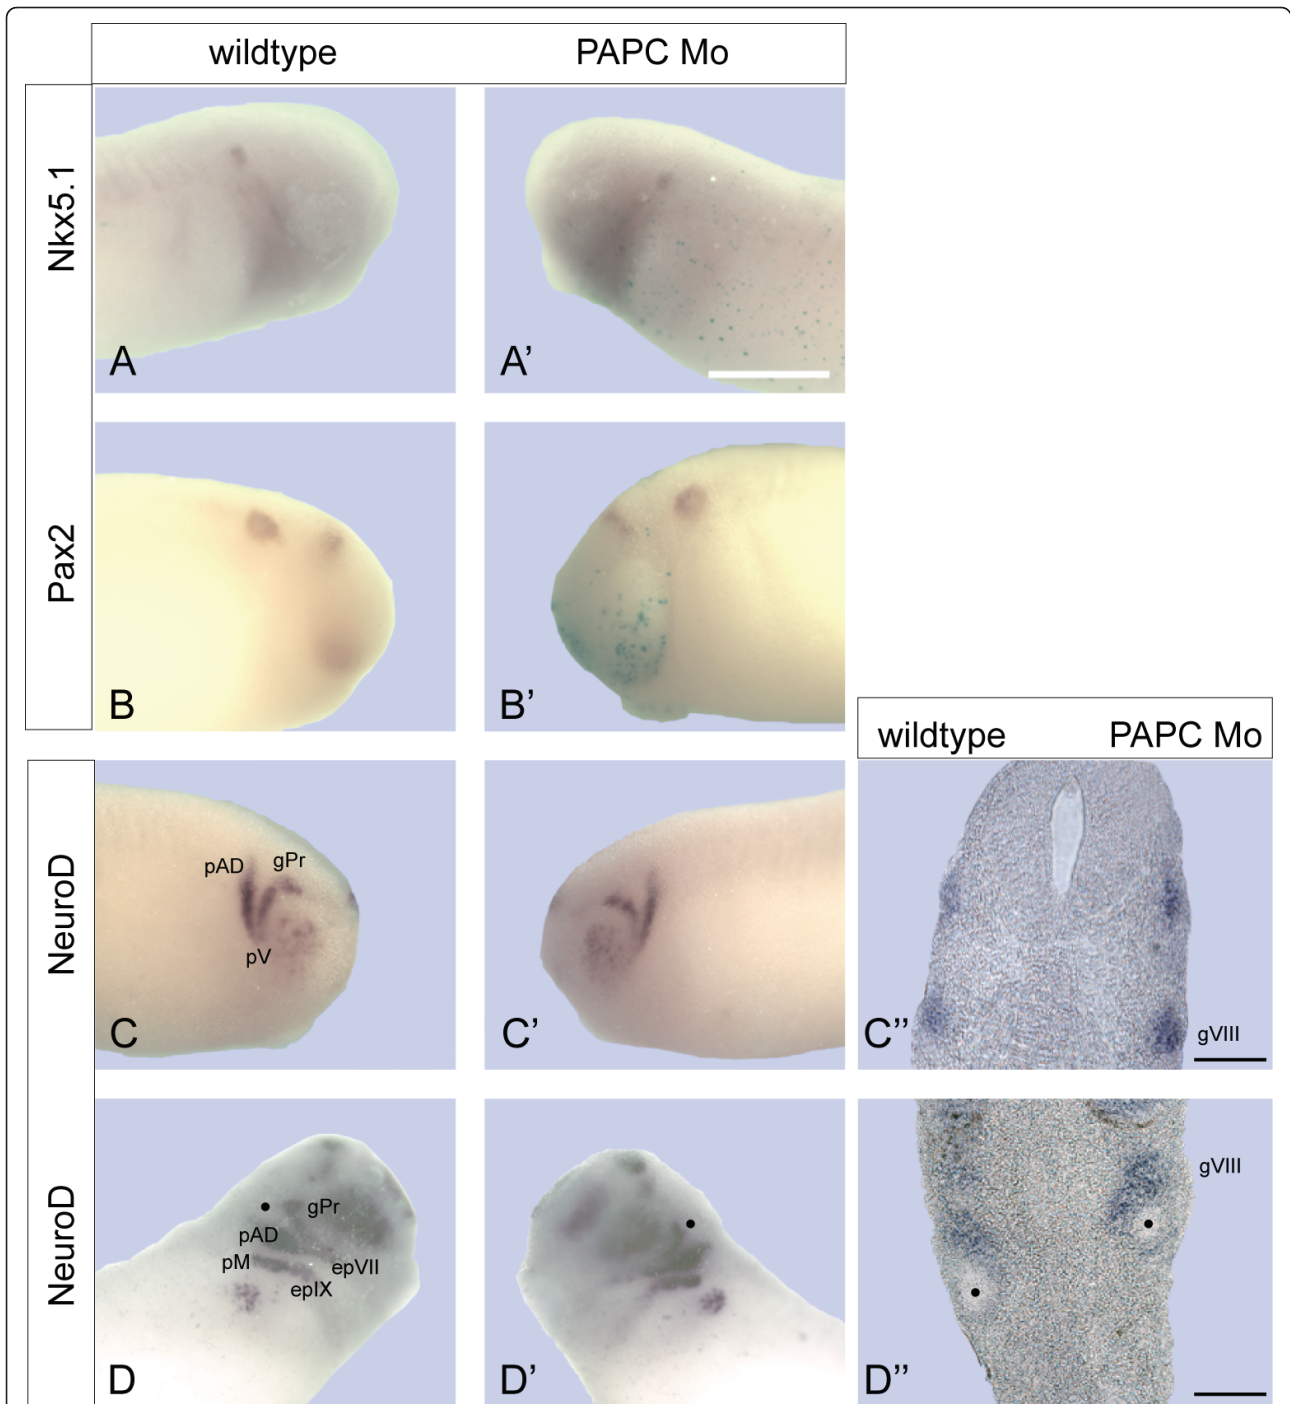 wildtype PAPC Mo
Nkx5.1
A A’
Pax2
B B’
wildtype PAPC Mo
NeuroD
pAD gPr
pV
gVIII
C C’ C’’
NeuroD
gPr
gVIII
pAD
pM epVII
epIX
D D’ D’’